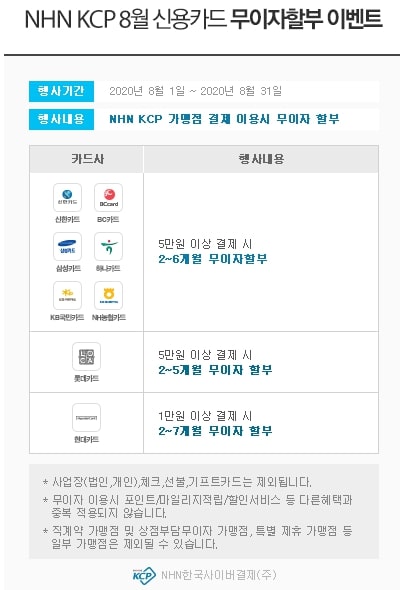 NHN KCP 8월 신용카드 무이자할부 이벤트
행사기간 2020년 8월 1일 ~ 2020년 8월 31일
행사내용 NHN KCP 가맹점 결제 이용시 무이자 할부
카드사 행사내용
신한카드
BCcard
신한카드 BC카드
삼성카드
삼성카드 하나카드
KB국민카드 NH농협카드
5만원 이상 결제 시
2~6개월 무이자할부
LOCA
롯데카드
5만원 이상 결제 시
2~5개월 무이자 할부
현대카드
1만원 이상 결제 시
2~7개월 무이자 할부
* 사업장(법인,개인),체크,선불,기프트카드는 제외됩니다.
* 무이자 이용시 포인트/마일리지적립/할인서비스 등 다른혜택과
중복 적용되지 않습니다.
* 직계약 가맹점 및 상점부담무이자 가맹점, 특별 제휴 가맹점 등
일부 가맹점은 제외될 수 있습니다.
KCP NHN한국사이버결제(주)